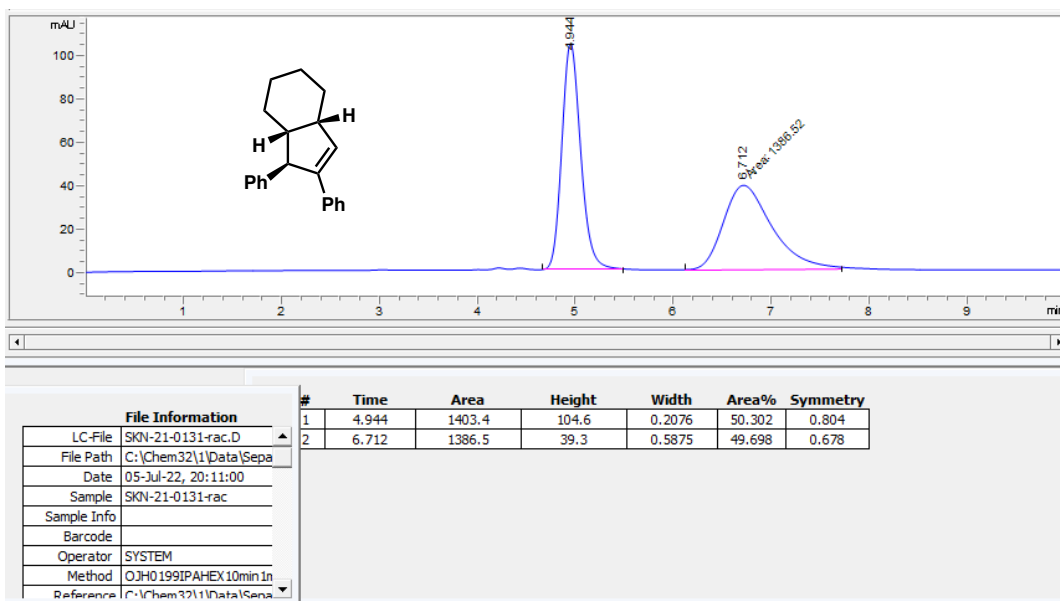 mAU
100
80
60
40
20
0
4.944
6.712
Area: 1386.52
H
H
Ph
Ph
1 2 3 4 5 6 7 8 9 min
# Time Area Height Width Area% Symmetry
1 4.944 1403.4 104.6 0.2076 50.302 0.804
2 6.712 1386.5 39.3 0.5875 49.698 0.678
File Information
LC-File SKN-21-0131-rac.D
File Path C:\Chem32\1\Data\Sepa
Date 05-Jul-22, 20:11:00
Sample SKN-21-0131-rac
Sample Info
Barcode
Operator SYSTEM
Method OJH0199IPAHEX10min1m
Reference C:\Chem32\1\Data\Sepa